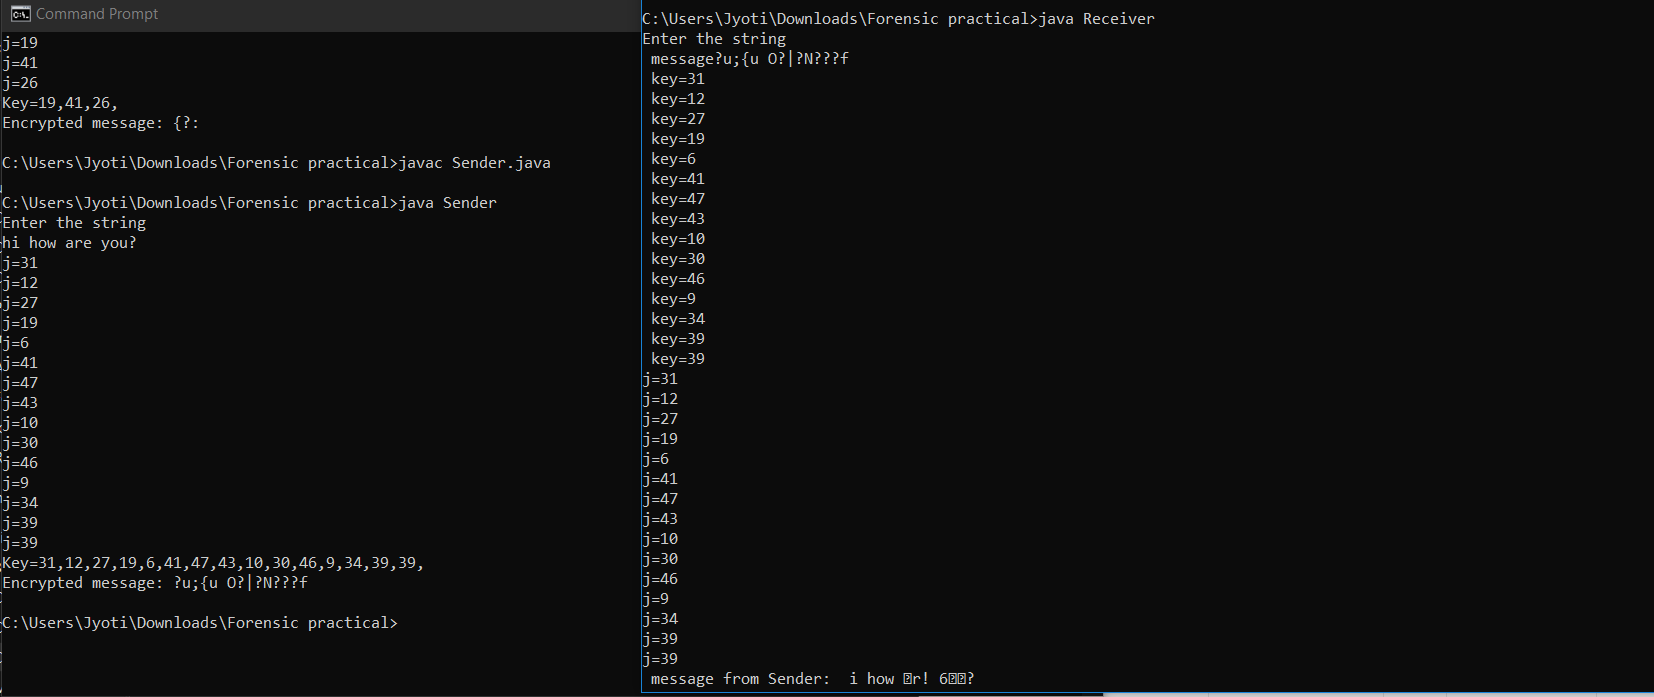 Command Prompt
j=19
j=41
j=26
Key=19,41,26,
Encrypted message: {?:
C:\Users\Jyoti\Downloads\Forensic practical>javac Sender.java
C:\Users\Jyoti\Downloads\Forensic practical>java Sender
Enter the string
hi how are you?
j=31
j=12
j=27
j=19
j=6
j=41
j=47
j=43
j=10
j=30
j=46
j=9
j=34
j=39
j=39
Key=31,12,27,19,6,41,47,43,10,30,46,9,34,39,39,
Encrypted message: ?u;{u O?|?N???f
C:\Users\Jyoti\Downloads\Forensic practical>
C:\Users\Jyoti\Downloads\Forensic practical>java Receiver
Enter the string
message?u;{u O?|?N???f
key=31
key=12
key=27
key=19
key=6
key=41
key=47
key=43
key=10
key=30
key=46
key=9
key=34
key=39
key=39
j=31
j=12
j=27
j=19
j=6
j=41
j=47
j=43
j=10
j=30
j=46
j=9
j=34
j=39
j=39
message from Sender:  i how r! 6?